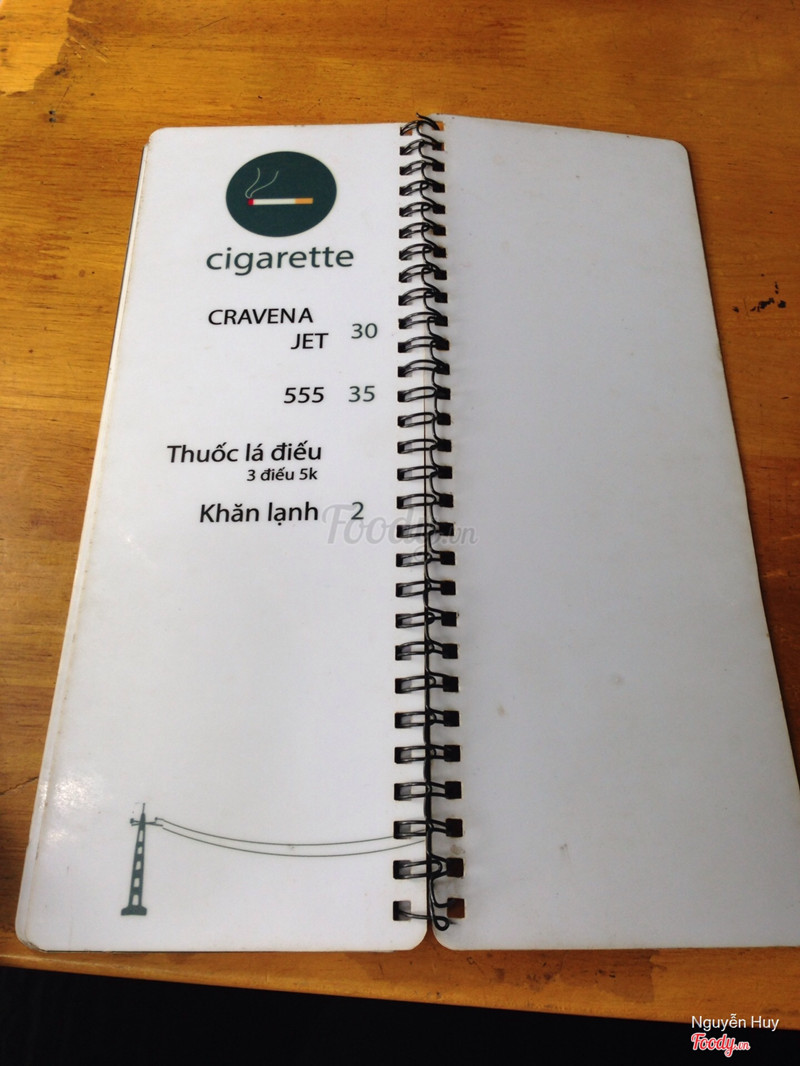 cigarette
CRAVEN A
JET 30
555 35
Thuốc lá điếu
3 điếu 5k
Khăn lạnh 2
Foody.vn
Nguyễn Huy
Foody.vn